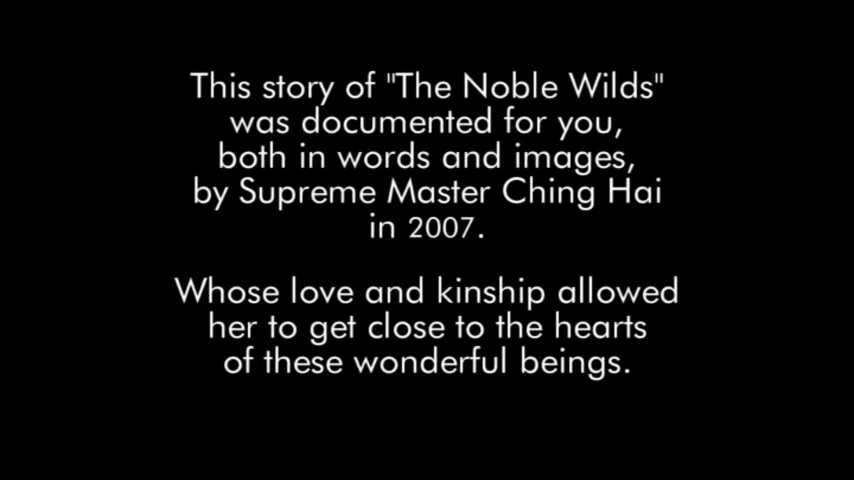 This story of "The Noble Wilds"
was documented for you,
both in words and images,
by Supreme Master Ching Hai
in 2007.
Whose love and kinship allowed
her to get close to the hearts
of these wonderful beings.